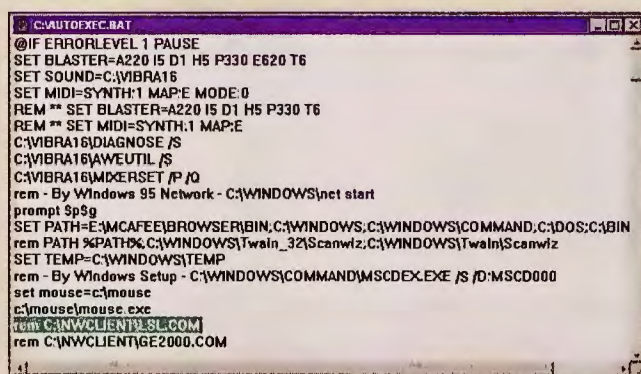 C:\AUTOEXEC.BAT
@IF ERRORLEVEL 1 PAUSE
SET BLASTER=A220 I5 D1 H5 P330 E620 T6
SET SOUND=C:\VIBRA16
SET MIDI=SYNTH:1 MAP:E MODE:0
REM ** SET BLASTER=A220 I5 D1 H5 P330 T6
REM ** SET MIDI=SYNTH:1 MAP:E
C:\VIBRA16\DIAGNOSE /S
C:\VIBRA16\AWEUTIL /S
C:\VIBRA16\MIXERSET /P /Q
rem - By Windows 95 Network - C:\WINDOWS\net start
prompt $p$g
SET PATH=E:\MCAFEE\BROWSER\BIN;C:\WINDOWS;C:\WINDOWS\COMMAND;C:\DOS;C:\BIN
rem PATH %PATH%;C:\WINDOWS\Twain_32\Scanwiz;C:\WINDOWS\Twain\Scanwiz
SET TEMP=C:\WINDOWS\TEMP
rem - By Windows Setup - C:\WINDOWS\COMMAND\MSCDEX.EXE /S /D:MSCD000
set mouse=c:\mouse
c:\mouse\mouse.exe
rem C:\NWCLIENT\LSL.COM
rem C:\NWCLIENT\GE2000.COM